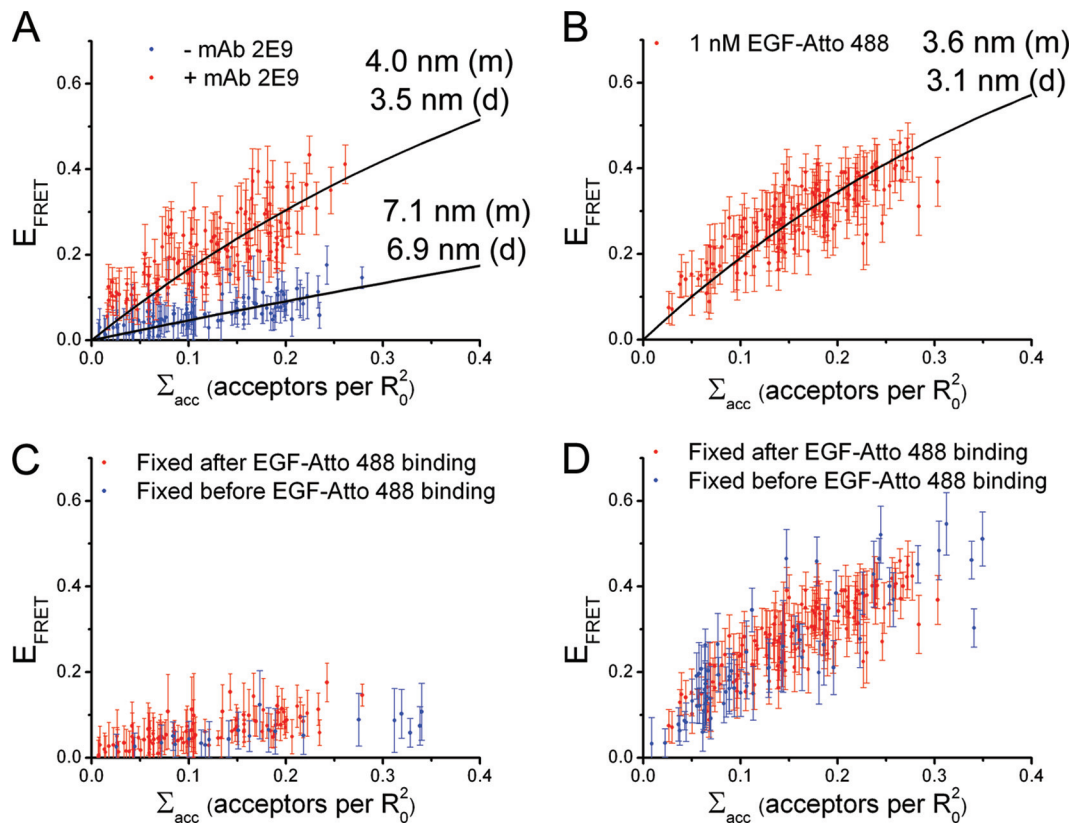 A
- mAb 2E9
+ mAb 2E9
4.0 nm (m)
3.5 nm (d)
7.1 nm (m)
6.9 nm (d)
E_FRET
0.6
0.4
0.2
0.0
0.0 0.1 0.2 0.3 0.4
Σ_acc (acceptors per R_0^2)
B
1 nM EGF-Atto 488
3.6 nm (m)
3.1 nm (d)
E_FRET
0.6
0.4
0.2
0.0
0.0 0.1 0.2 0.3 0.4
Σ_acc (acceptors per R_0^2)
C
Fixed after EGF-Atto 488 binding
Fixed before EGF-Atto 488 binding
E_FRET
0.6
0.4
0.2
0.0
0.0 0.1 0.2 0.3 0.4
Σ_acc (acceptors per R_0^2)
D
Fixed after EGF-Atto 488 binding
Fixed before EGF-Atto 488 binding
E_FRET
0.6
0.4
0.2
0.0
0.0 0.1 0.2 0.3 0.4
Σ_acc (acceptors per R_0^2)